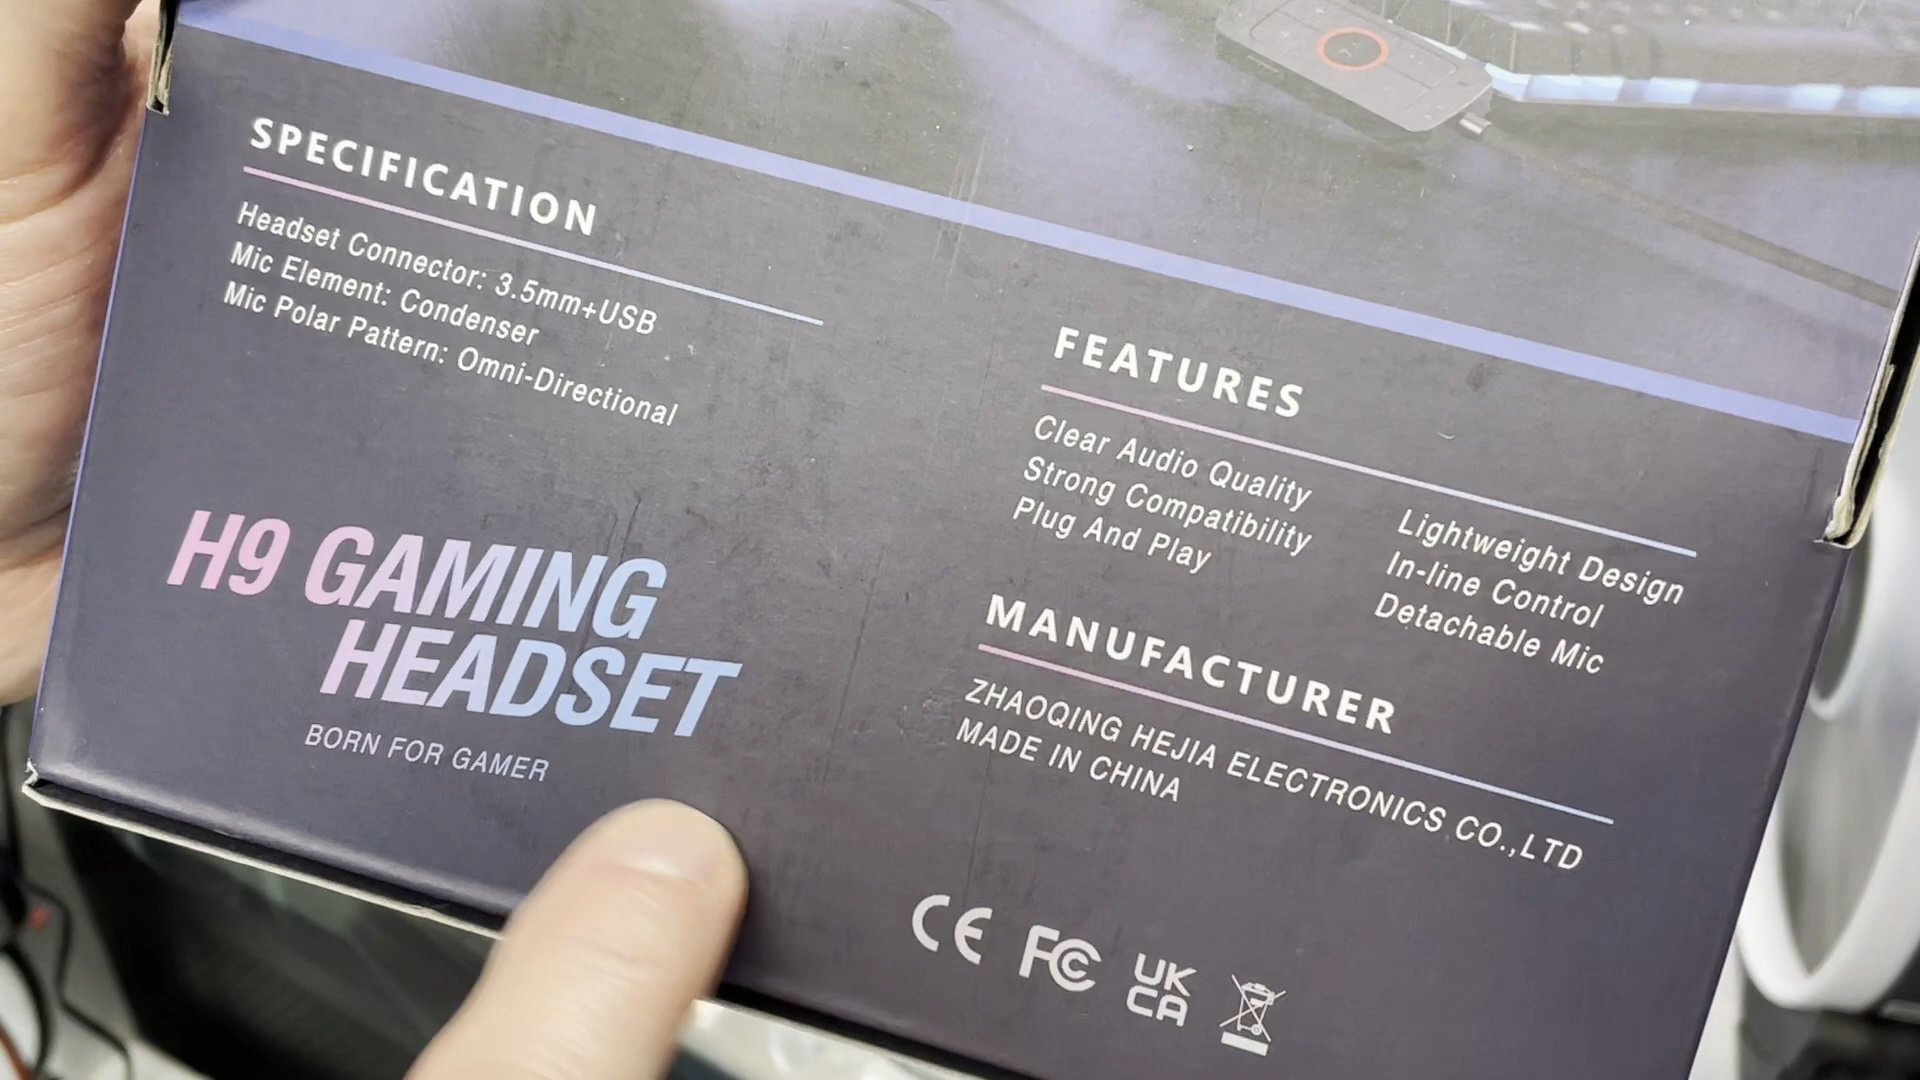 SPECIFICATION
Headset Connector: 3.5mm+USB
Mic Element: Condenser
Mic Polar Pattern: Omni-Directional
H9 GAMING
HEADSET
BORN FOR GAMER
FEATURES
Clear Audio Quality
Strong Compatibility
Plug And Play
Lightweight Design
In-line Control
Detachable Mic
MANUFACTURER
ZHAOQING HEJIA ELECTRONICS CO.,LTD
MADE IN CHINA
CE FC UK
CA